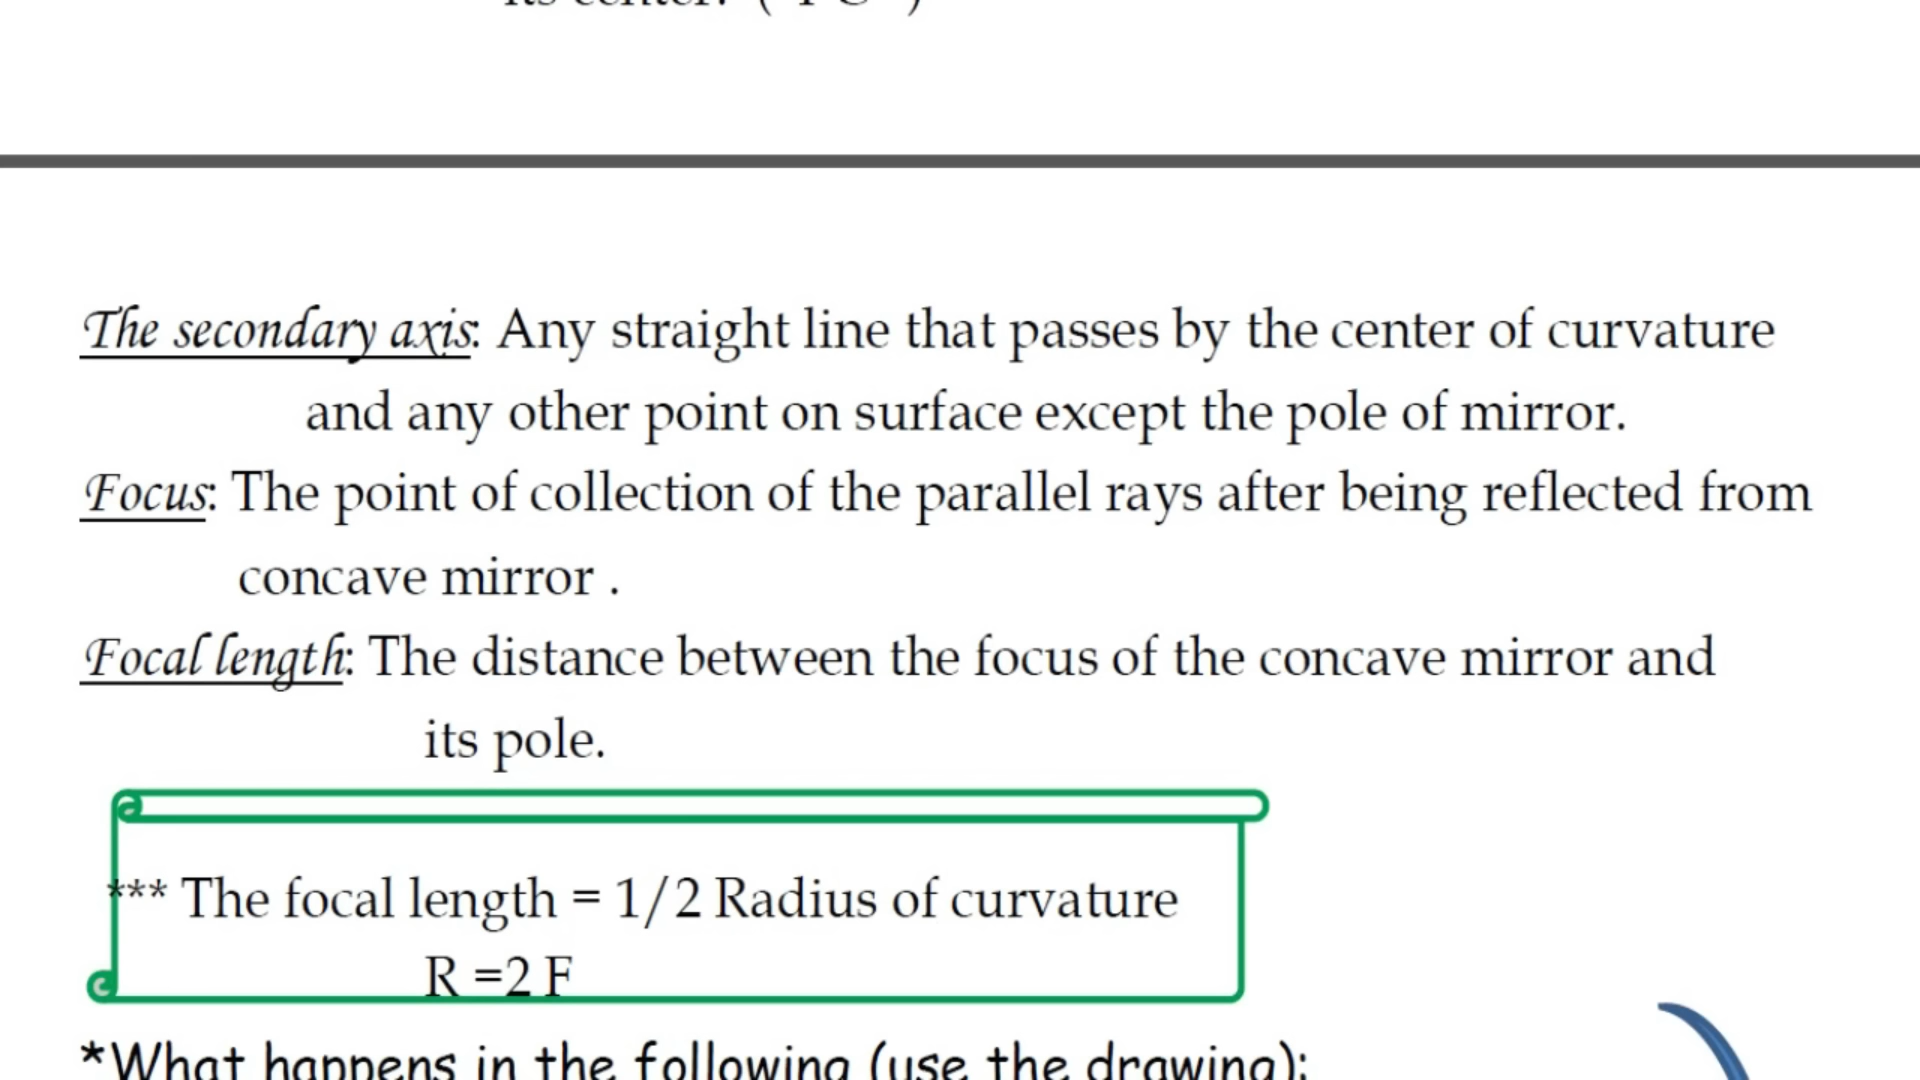 its center. ( P C )
The secondary axis: Any straight line that passes by the center of curvature
and any other point on surface except the pole of mirror.
Focus: The point of collection of the parallel rays after being reflected from
concave mirror .
Focal length: The distance between the focus of the concave mirror and
its pole.
*** The focal length = 1/2 Radius of curvature
R =2 F
*What happens in the following (use the drawing):